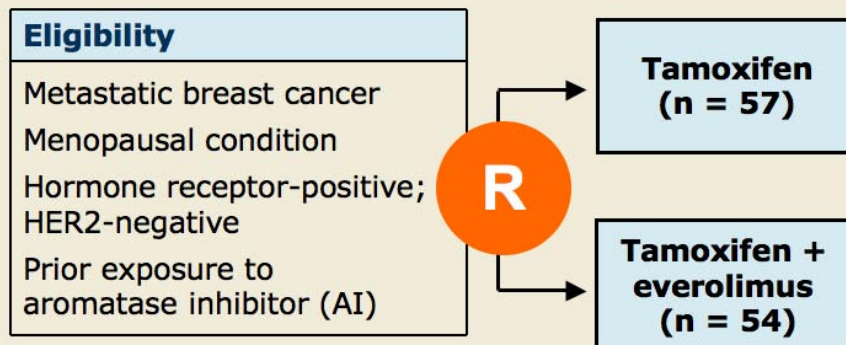 Eligibility
Metastatic breast cancer
Menopausal condition
Hormone receptor-positive;
HER2-negative
Prior exposure to
aromatase inhibitor (AI)
R
Tamoxifen
(n = 57)
Tamoxifen +
everolimus
(n = 54)